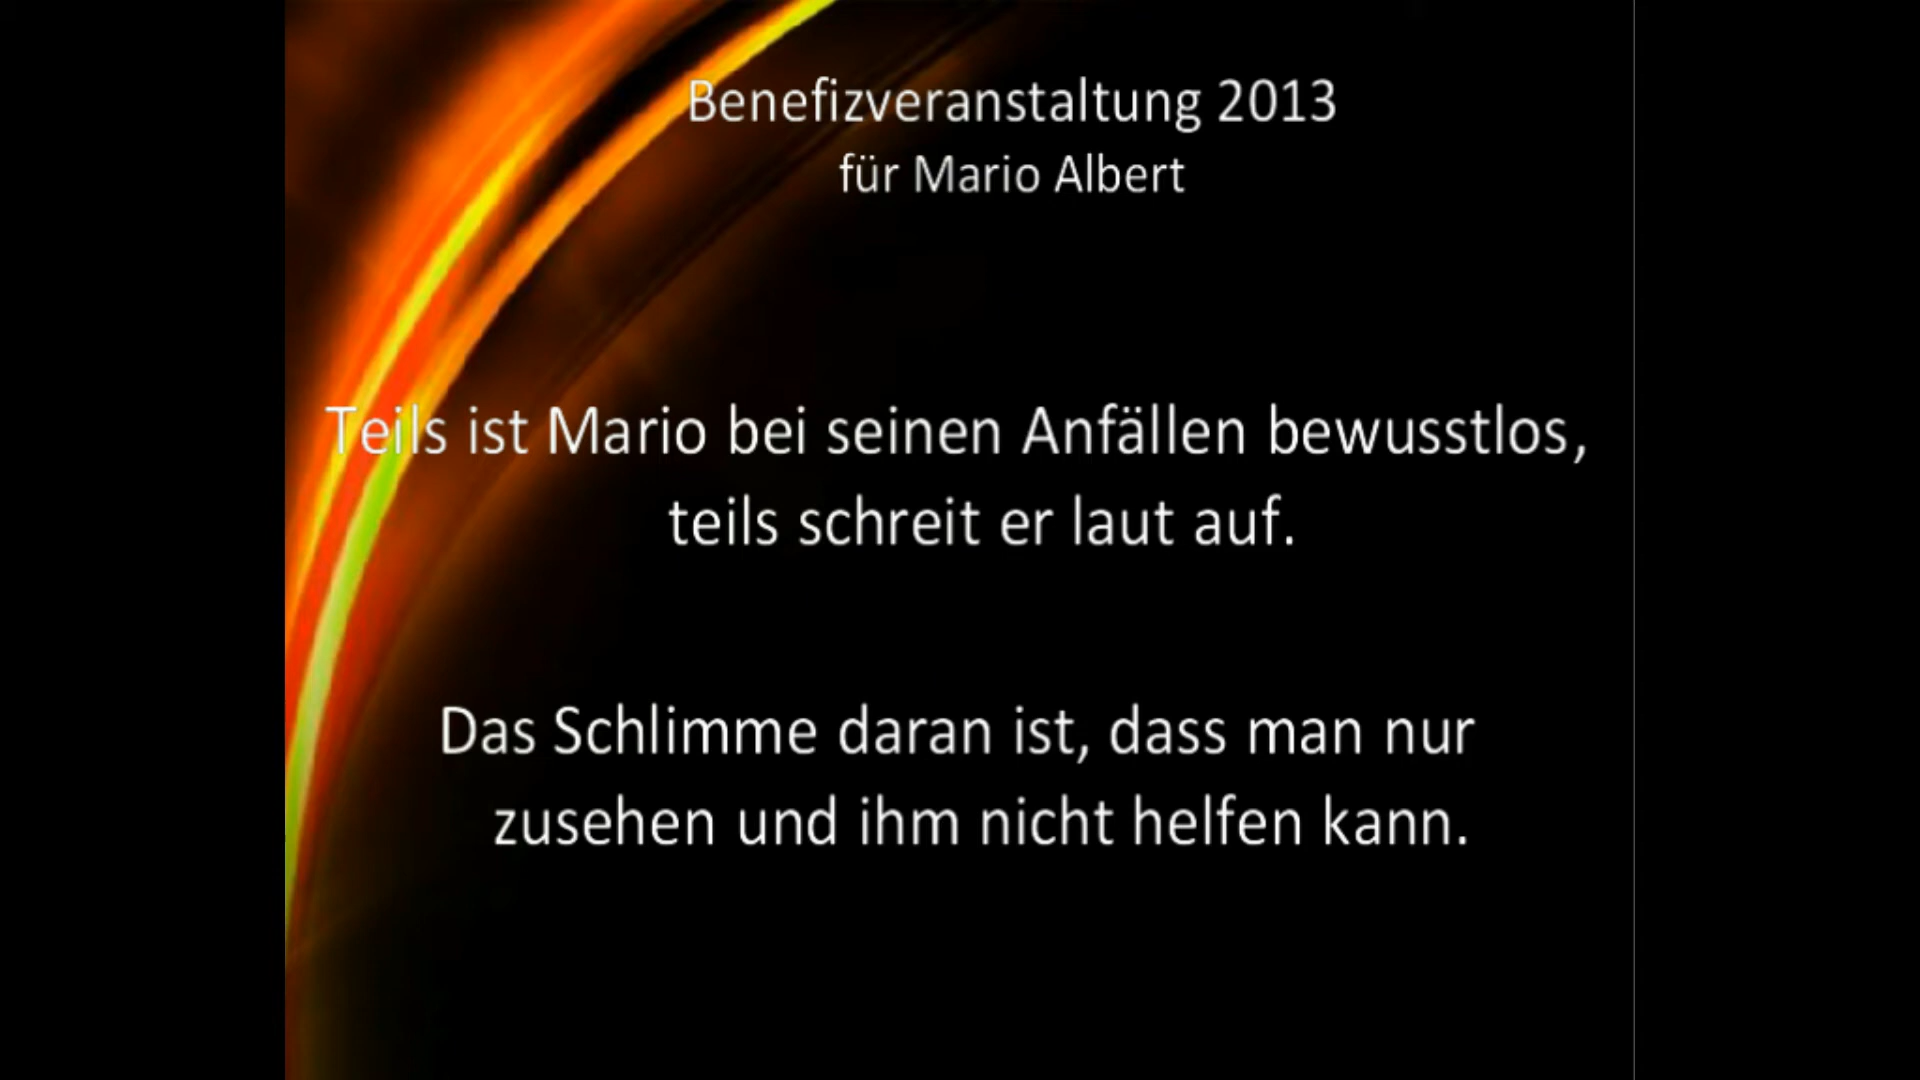 Benefizveranstaltung 2013
für Mario Albert
Teils ist Mario bei seinen Anfällen bewusstlos,
teils schreit er laut auf.
Das Schlimme daran ist, dass man nur
zusehen und ihm nicht helfen kann.